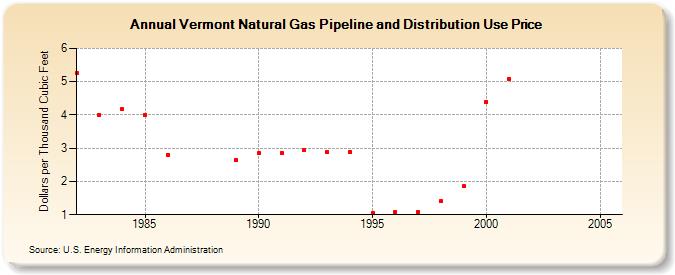 Annual Vermont Natural Gas Pipeline and Distribution Use Price
Dollars per Thousand Cubic Feet
6
5
4
3
2
1
1985 1990 1995 2000 2005
Source: U.S. Energy Information Administration